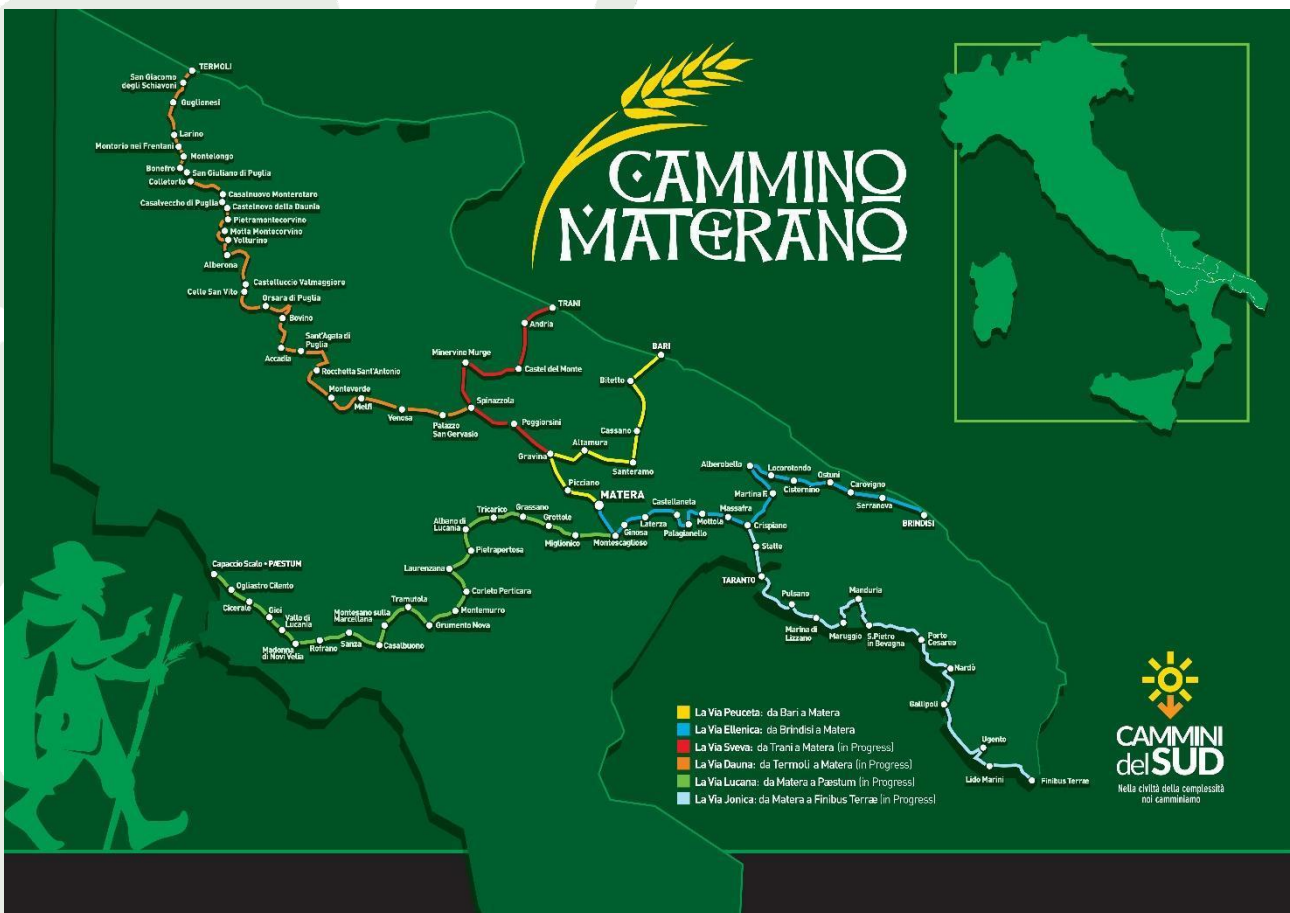 CAMMINO
MATERANO
TERMOLI
San Giacomo
degli Schiavoni
Guglionesi
Larino
Montorio nei Frentani
Montelongo
Bonefro
San Giuliano di Puglia
Colletorto
Casalnuovo Monterotaro
Casalvecchio di Puglia
Castelnovo della Daunia
Pietramontecorvino
Motta Montecorvino
Volturino
Alberona
Castelluccio Valmaggiore
Celle San Vito
Orsara di Puglia
Bovino
Accadia
Sant'Agata di
Puglia
Rocchetta Sant'Antonio
Monteverde
Melfi
Venosa
Palazzo
San Gervasio
Spinazzola
Minervino Murge
Castel del Monte
Andria
TRANI
Poggiorsini
Gravina
Altamura
Santeramo
Cassano
Bitetto
BARI
Picciano
MATERA
Montescaglioso
Ginosa
Laterza
Castellaneta
Palagianello
Mottola
Massafra
Crispiano
Martina F.
Alberobello
Locorotondo
Cisternino
Ostuni
Carovigno
Serranova
BRINDISI
Statte
TARANTO
Pulsano
Marina di
Lizzano
Maruggio
Manduria
S.Pietro
in Bevagna
Porto
Cesareo
Nardò
Gallipoli
Ugento
Lido Marini
Finibus Terræ
Miglionico
Grottole
Grassano
Tricarico
Albano di
Lucania
Pietrapertosa
Laurenzana
Corleto Perticara
Montemurro
Grumento Nova
Tramutola
Montesano sulla
Marcellana
Casalbuono
Sanza
Rofrano
Madonna
di Novi Velia
Vallo di
Lucania
Gioi
Cicerale
Ogliastro Cilento
Capaccio Scalo • PÆSTUM
La Via Peuceta: da Bari a Matera
La Via Ellenica: da Brindisi a Matera
La Via Sveva: da Trani a Matera (in Progress)
La Via Dauna: da Termoli a Matera (in Progress)
La Via Lucana: da Matera a Pæstum (in Progress)
La Via Jonica: da Matera a Finibus Terræ (in Progress)
CAMMINI
del SUD
Nella civiltà della complessità
noi camminiamo